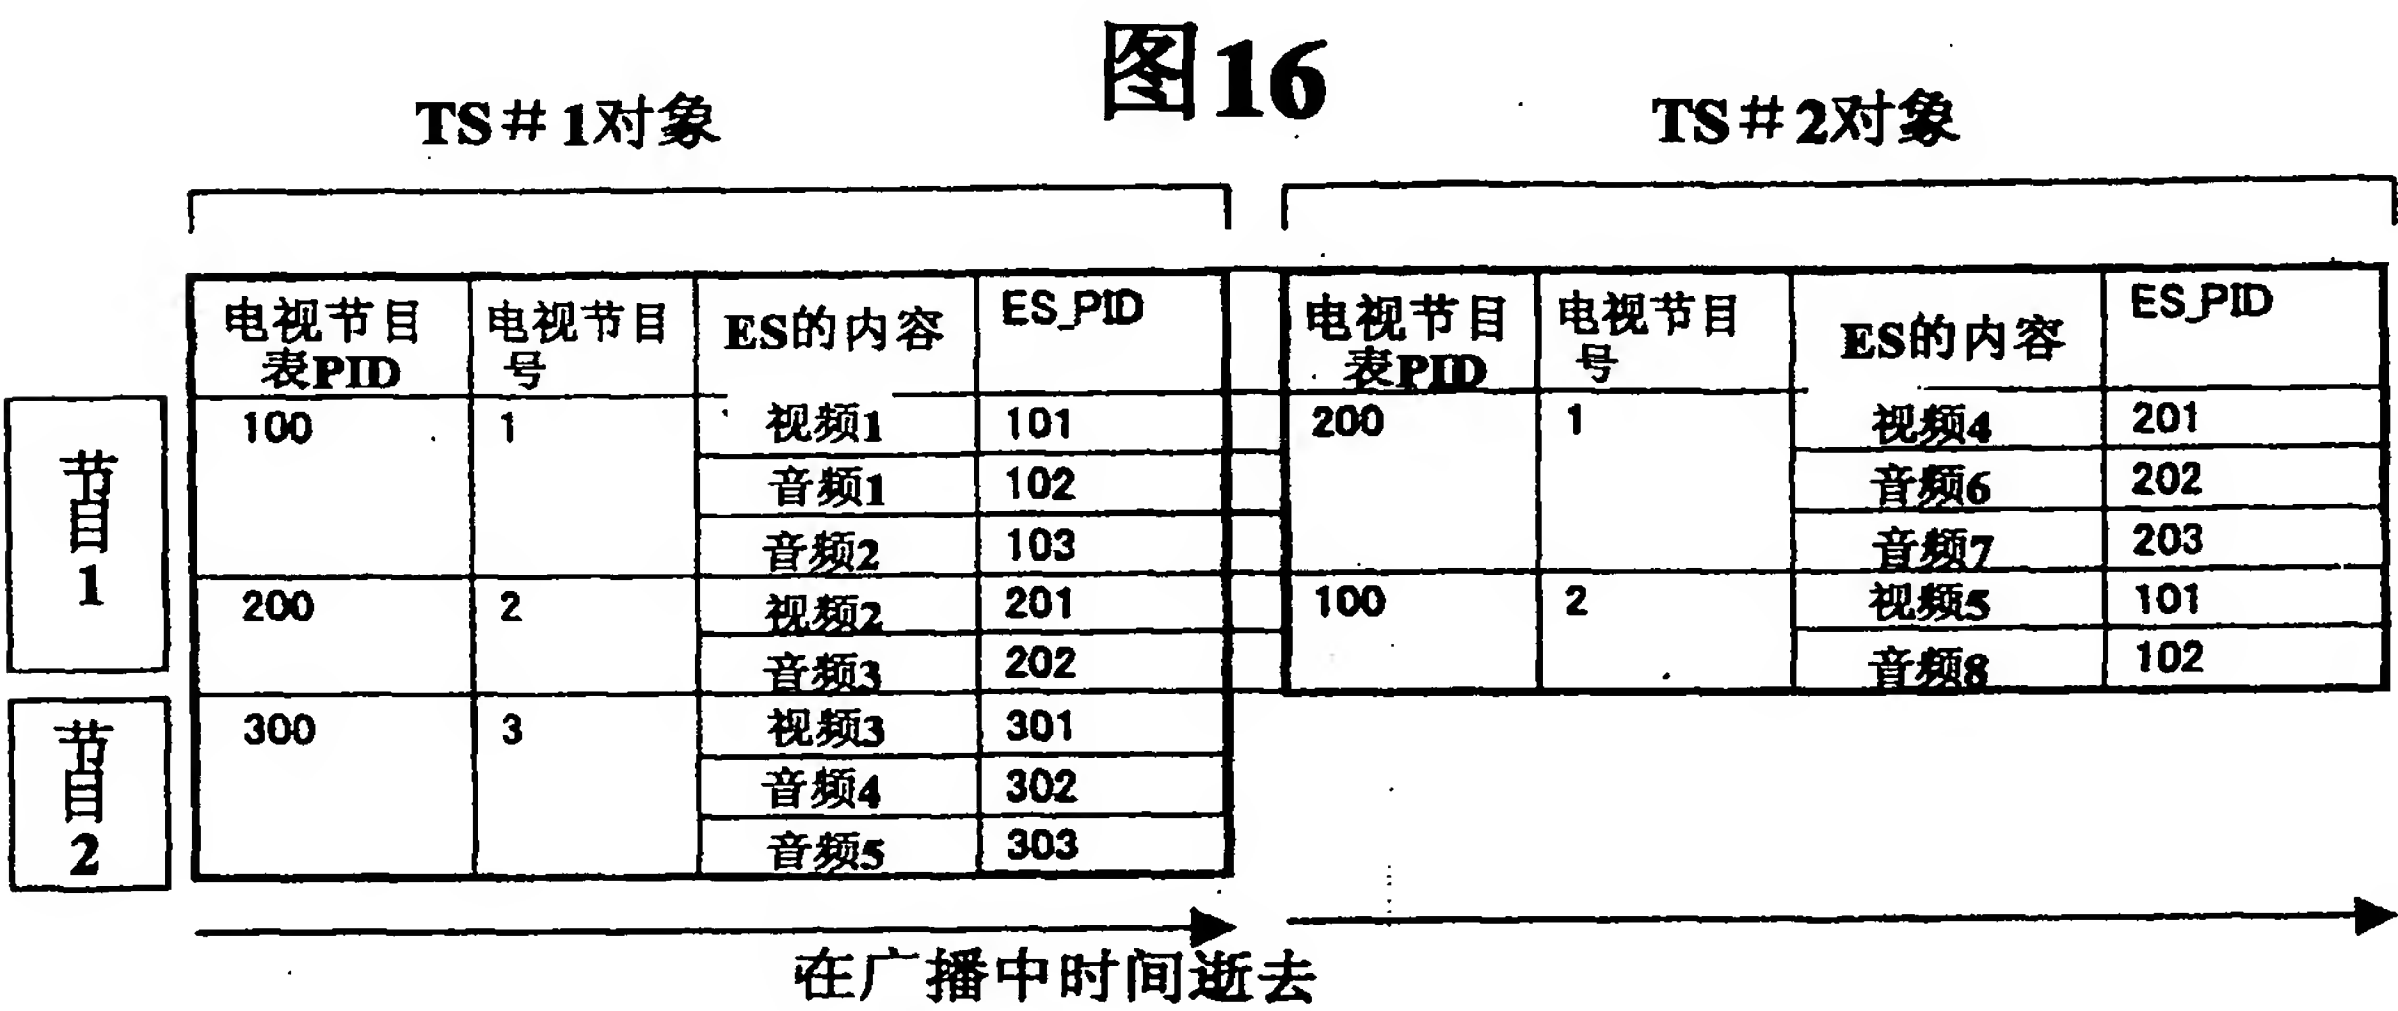 图16
TS#1对象
TS#2对象
电视节目表PID 电视节目号 ES的内容 ES_PID 电视节目表PID 电视节目号 ES的内容 ES_PID
节目1
100 1 视频1 101 200 1 视频4 201
音频1 102 音频6 202
音频2 103 音频7 203
200 2 视频2 201 100 2 视频5 101
音频3 202 音频8 102
节目2
300 3 视频3 301
音频4 302
音频5 303
在广播中时间逝去